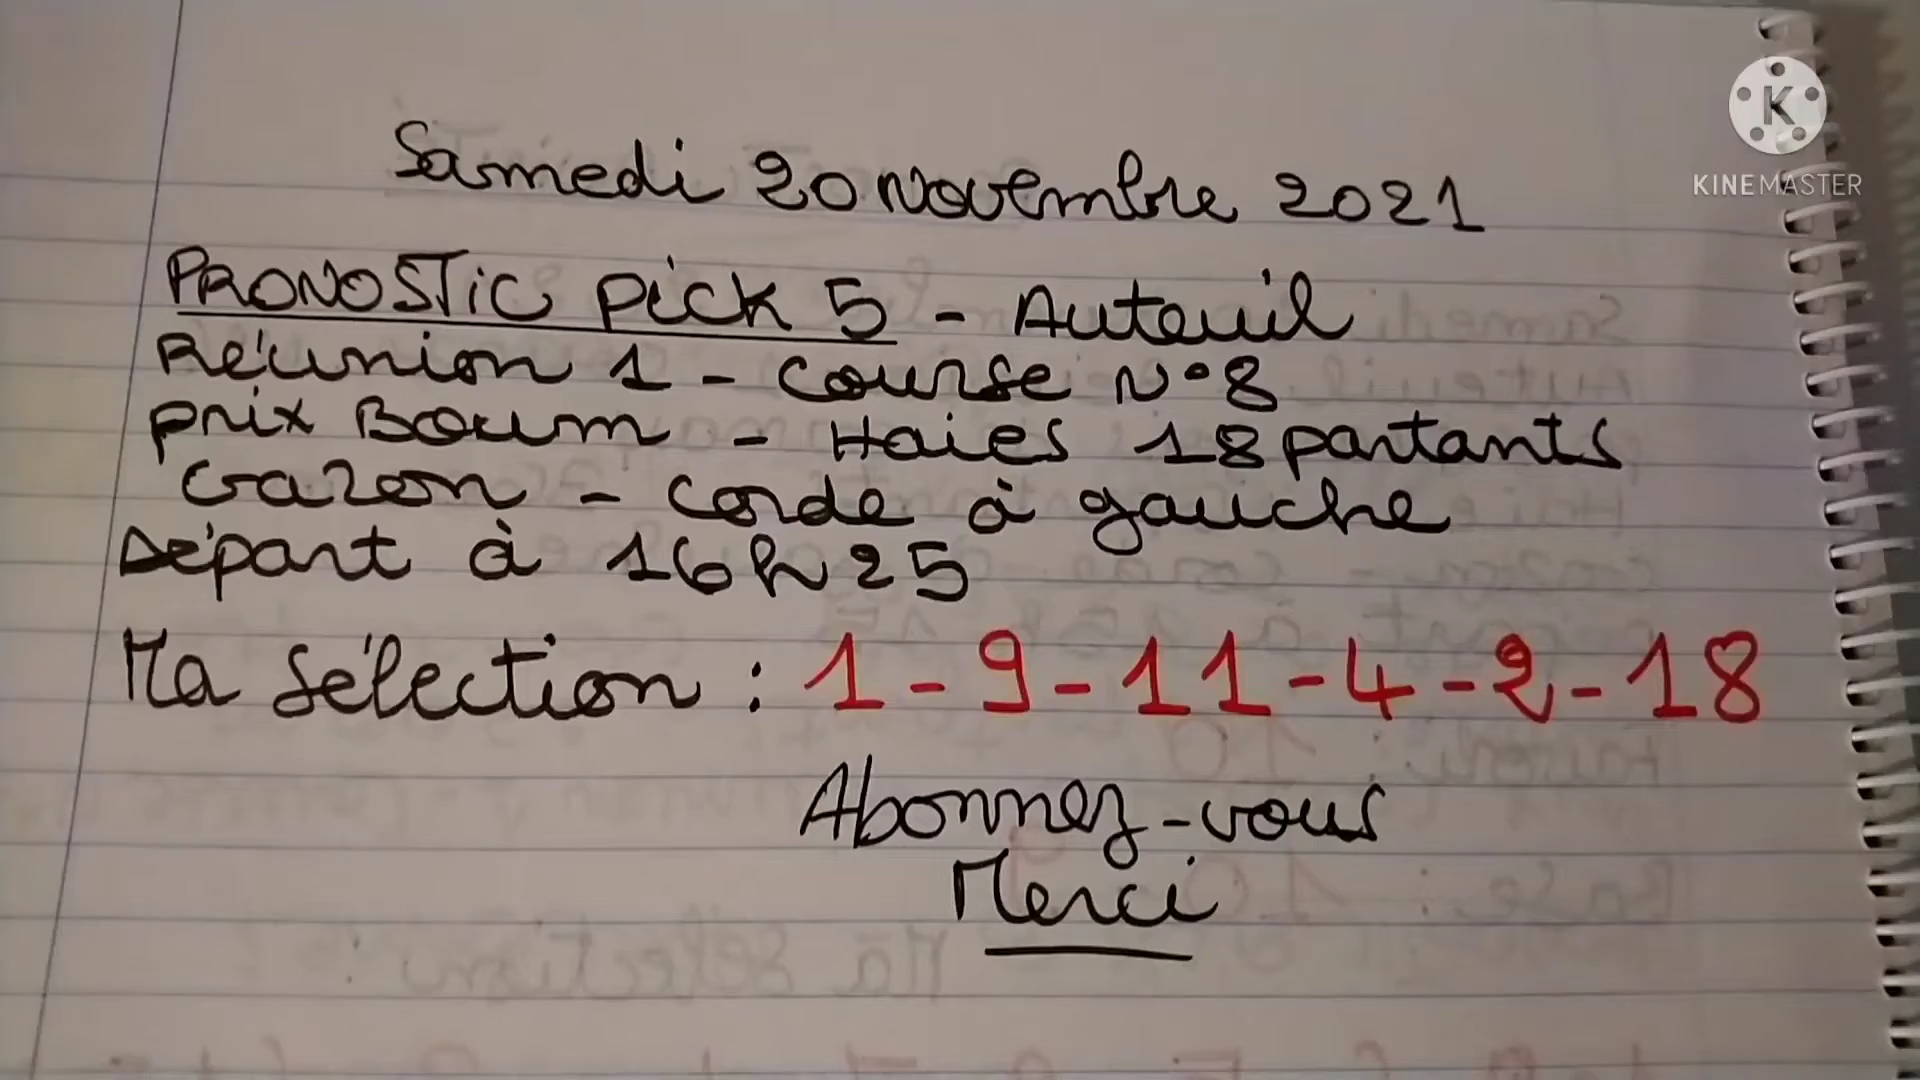 Samedi 20 Novembre 2021
PRONOSTIC PICK 5 - Auteuil
Réunion 1 - Course N°8
Prix Boum - Haies 18 partants
Gazon - Corde à gauche
Départ à 16h25
Ma Sélection : 1 - 9 - 11 - 4 - 2 - 18
Abonnez-vous
Merci
KINEMASTER